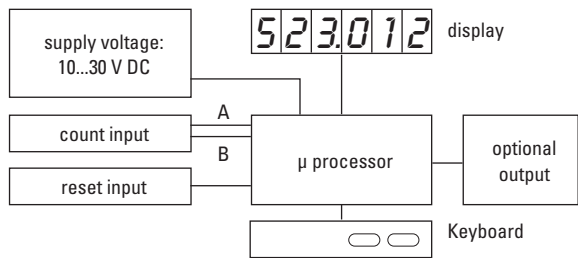 supply voltage:
10...30 V DC
523.012
display
A
count input
B
µ processor
optional
output
reset input
Keyboard